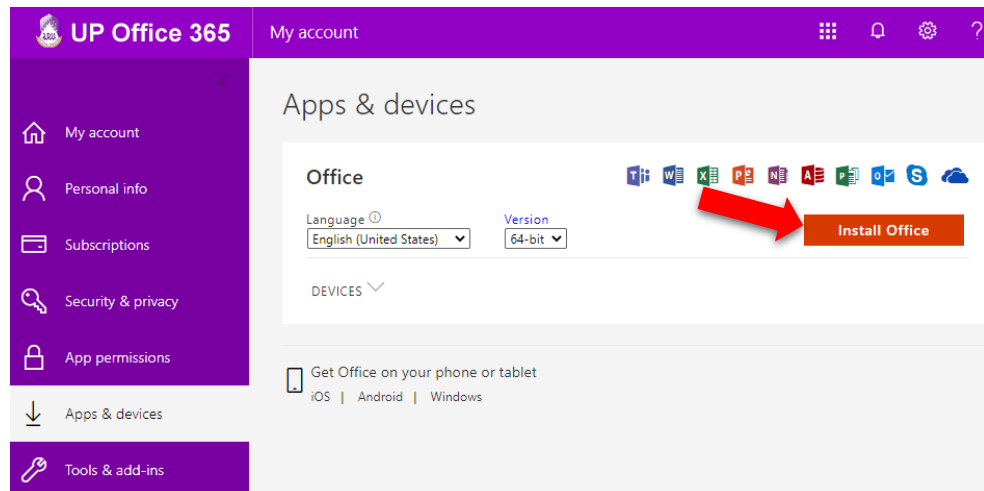 UP Office 365
My account
?
My account
Personal info
Subscriptions
Security & privacy
App permissions
Apps & devices
Tools & add-ins
Apps & devices
Office
Language
English (United States)
Version
64-bit
Install Office
DEVICES
Get Office on your phone or tablet
iOS | Android | Windows